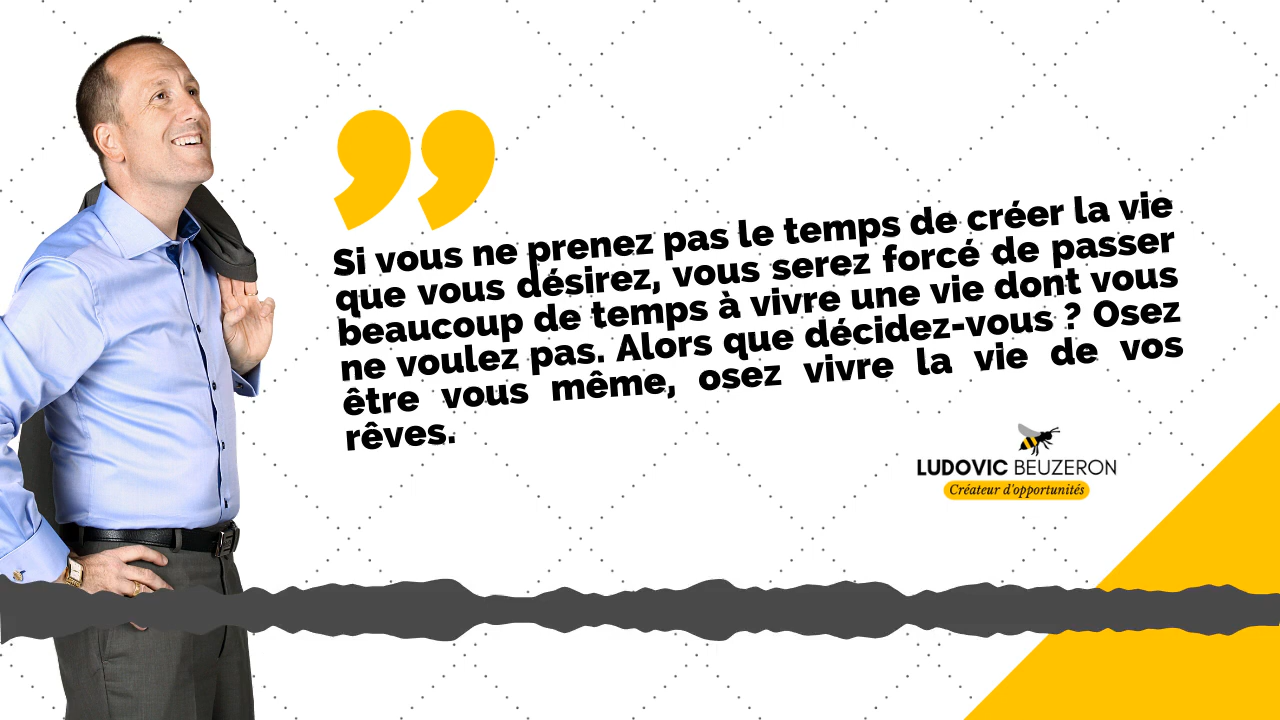 Si vous ne prenez pas le temps de créer la vie
que vous désirez, vous serez forcé de passer
beaucoup de temps à vivre une vie dont vous
ne voulez pas. Alors que décidez-vous ? Osez
être vous même, osez vivre la vie de vos
rêves.
LUDOVIC BEUZERON
Créateur d'opportunités